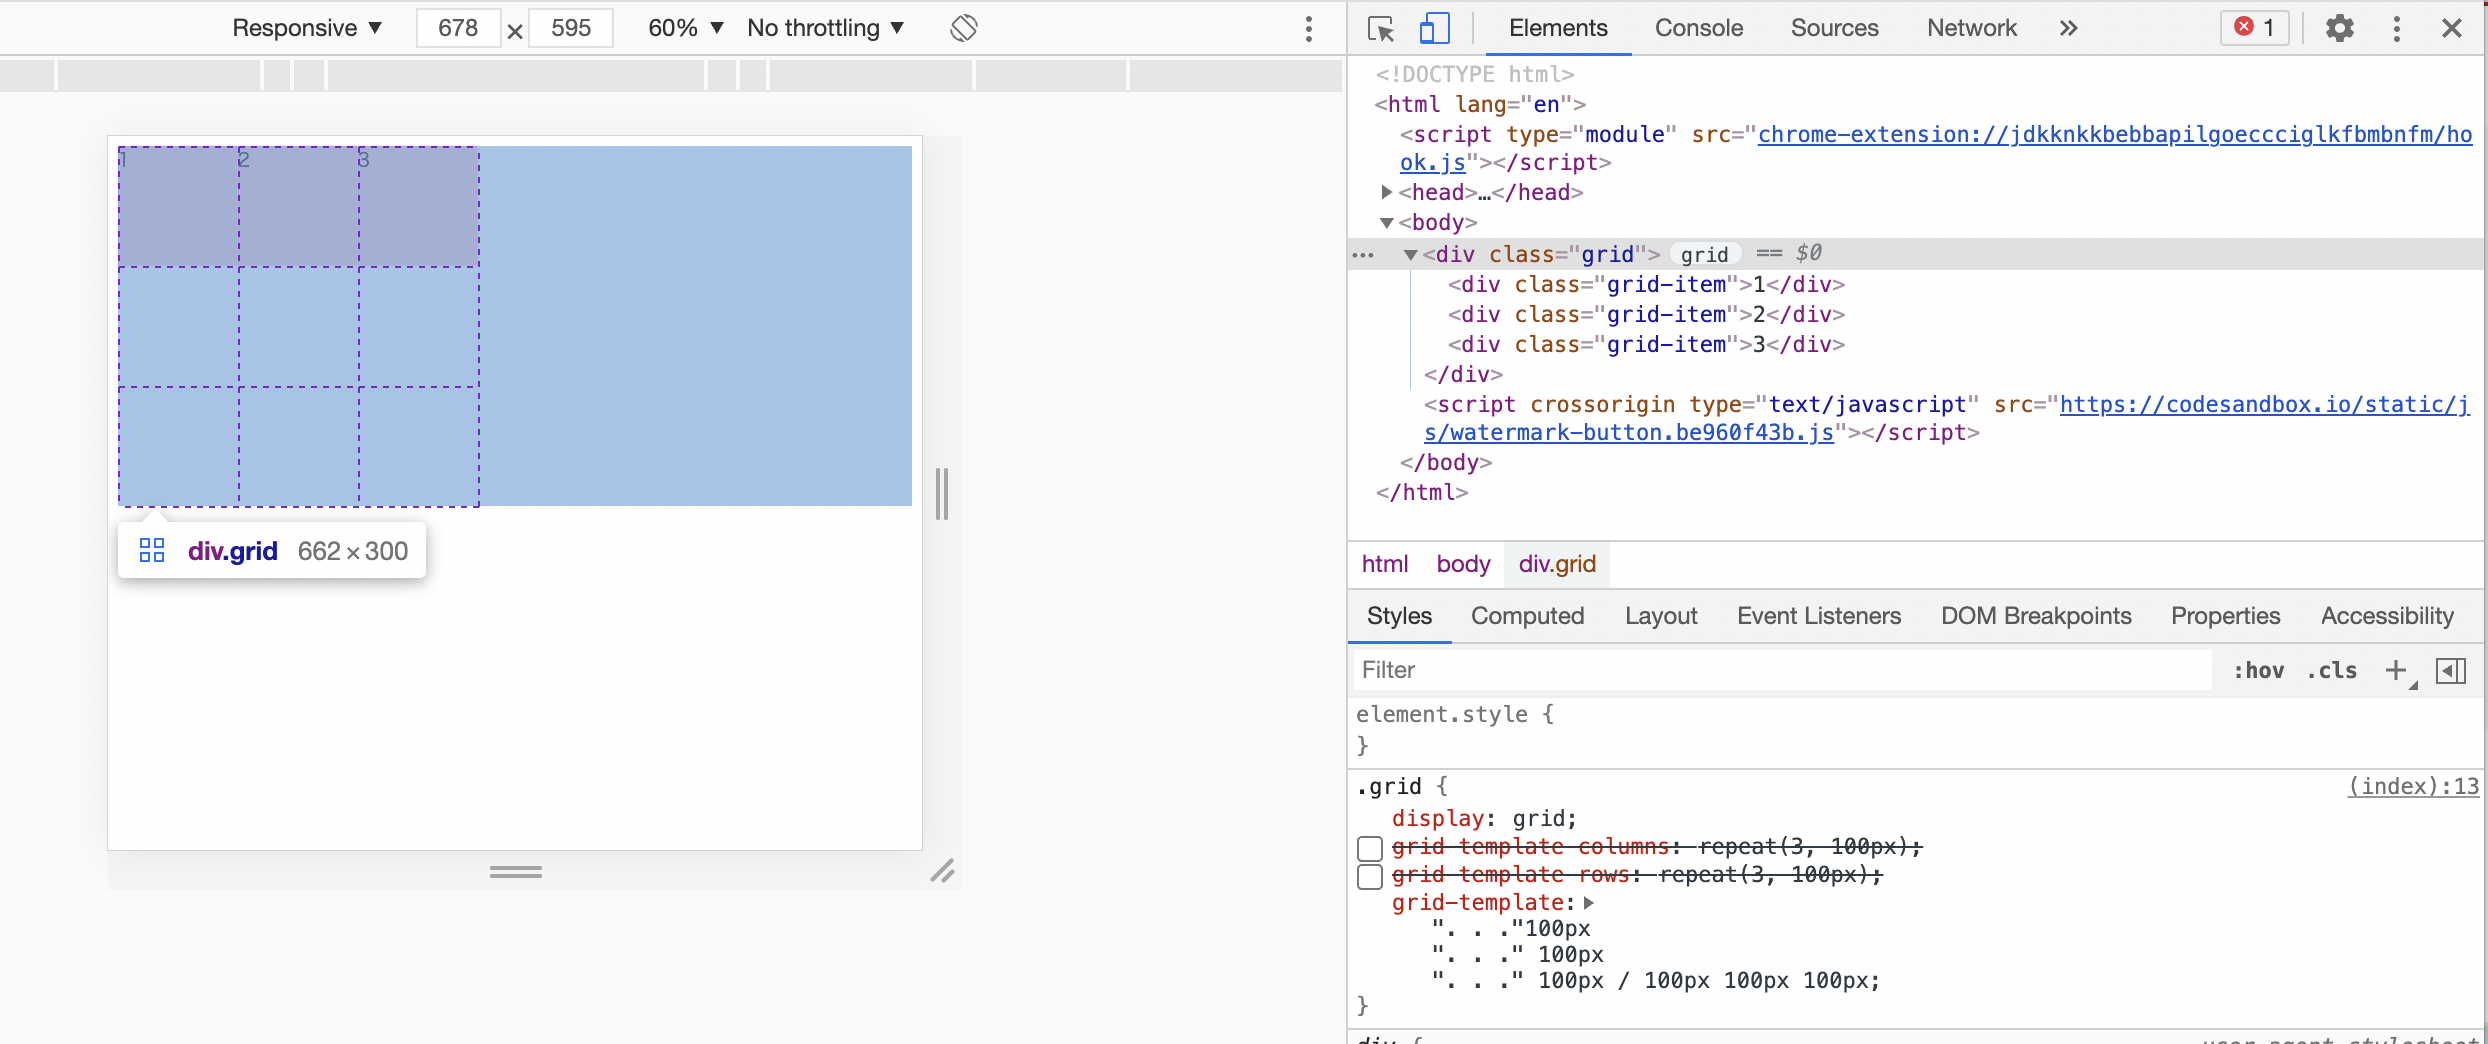 Responsive ▼ 678 × 595 60% ▼ No throttling ▼
1 2 3
div.grid 662 × 300
Elements Console Sources Network » 1
<!DOCTYPE html>
<html lang="en">
<script type="module" src="chrome-extension://jdkknkkbebbapilgoeccciglkfbmbnfm/ho
ok.js"></script>
▶<head>…</head>
▼<body>
… ▼<div class="grid"> grid == $0
<div class="grid-item">1</div>
<div class="grid-item">2</div>
<div class="grid-item">3</div>
</div>
<script crossorigin type="text/javascript" src="https://codesandbox.io/static/j
s/watermark-button.be960f43b.js"></script>
</body>
</html>
html body div.grid
Styles Computed Layout Event Listeners DOM Breakpoints Properties Accessibility
Filter :hov .cls +
element.style {
}
.grid { (index):13
display: grid;
grid-template-columns: repeat(3, 100px);
grid-template-rows: repeat(3, 100px);
grid-template: ▶
". . ."100px
". . ." 100px
". . ." 100px / 100px 100px 100px;
}
div { user agent stylesheet